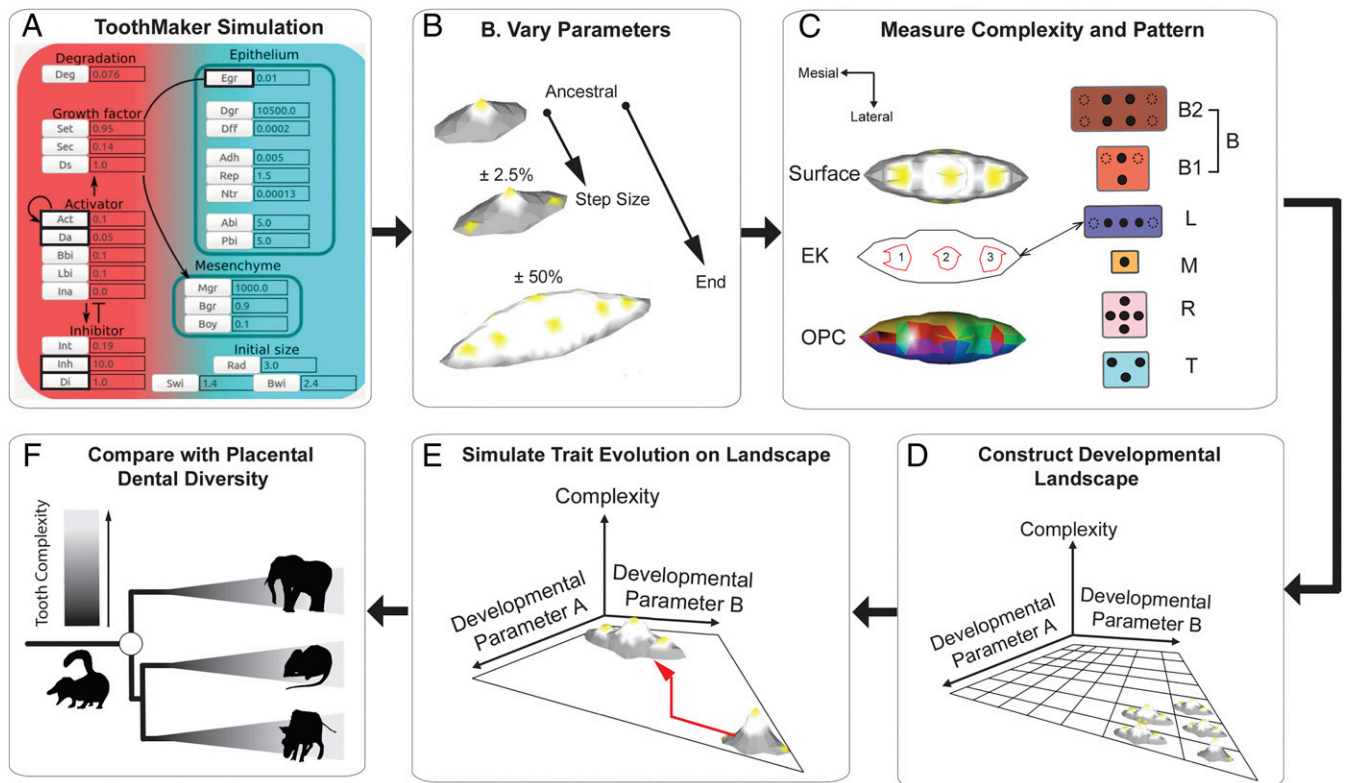 A
ToothMaker Simulation
Degradation
Deg 0.076
Growth factor
Set 0.95
Sec 0.14
Ds 1.0
Activator
Act 0.1
Da 0.05
Bbi 0.1
Lbi 0.1
Ina 0.0
Inhibitor
Int 0.19
Inh 10.0
Di 1.0
Epithelium
Egr 0.01
Dgr 10500.0
Dff 0.0002
Adh 0.005
Rep 1.5
Ntr 0.00013
Abi 5.0
Pbi 5.0
Mesenchyme
Mgr 1000.0
Bgr 0.9
Boy 0.1
Initial size
Rad 3.0
Swi 1.4 Bwi 2.4
B
B. Vary Parameters
Ancestral
± 2.5%
Step Size
± 50%
End
C
Measure Complexity and Pattern
Mesial
Lateral
Surface
EK
1 2 3
OPC
B2
B
B1
L
M
R
T
D
Construct Developmental
Landscape
Complexity
Developmental
Parameter A
Developmental
Parameter B
E
Simulate Trait Evolution on Landscape
Complexity
Developmental
Parameter A
Developmental
Parameter B
F
Compare with Placental
Dental Diversity
Tooth Complexity